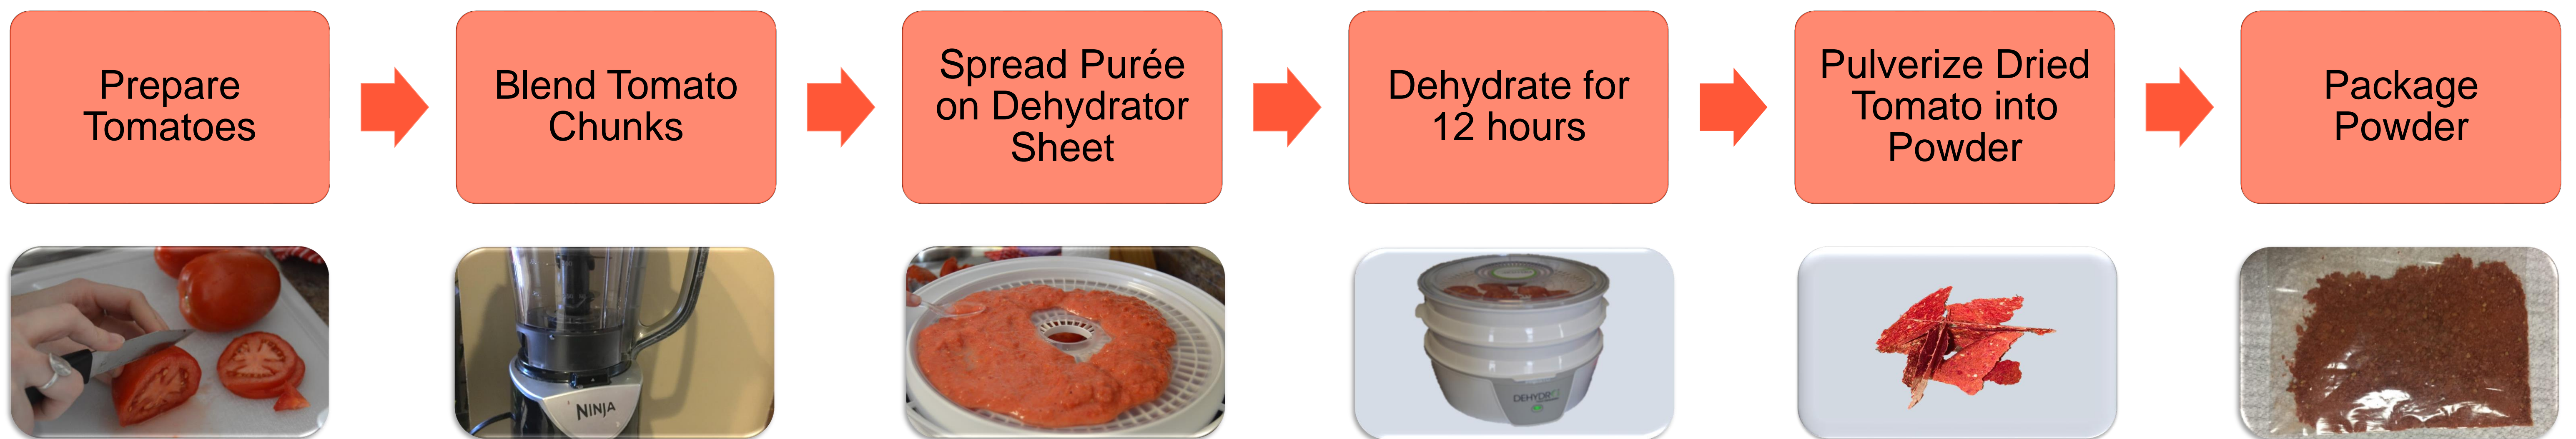 Prepare
Tomatoes
Blend Tomato
Chunks
Spread Purée
on Dehydrator
Sheet
Dehydrate for
12 hours
Pulverize Dried
Tomato into
Powder
Package
Powder
NINJA